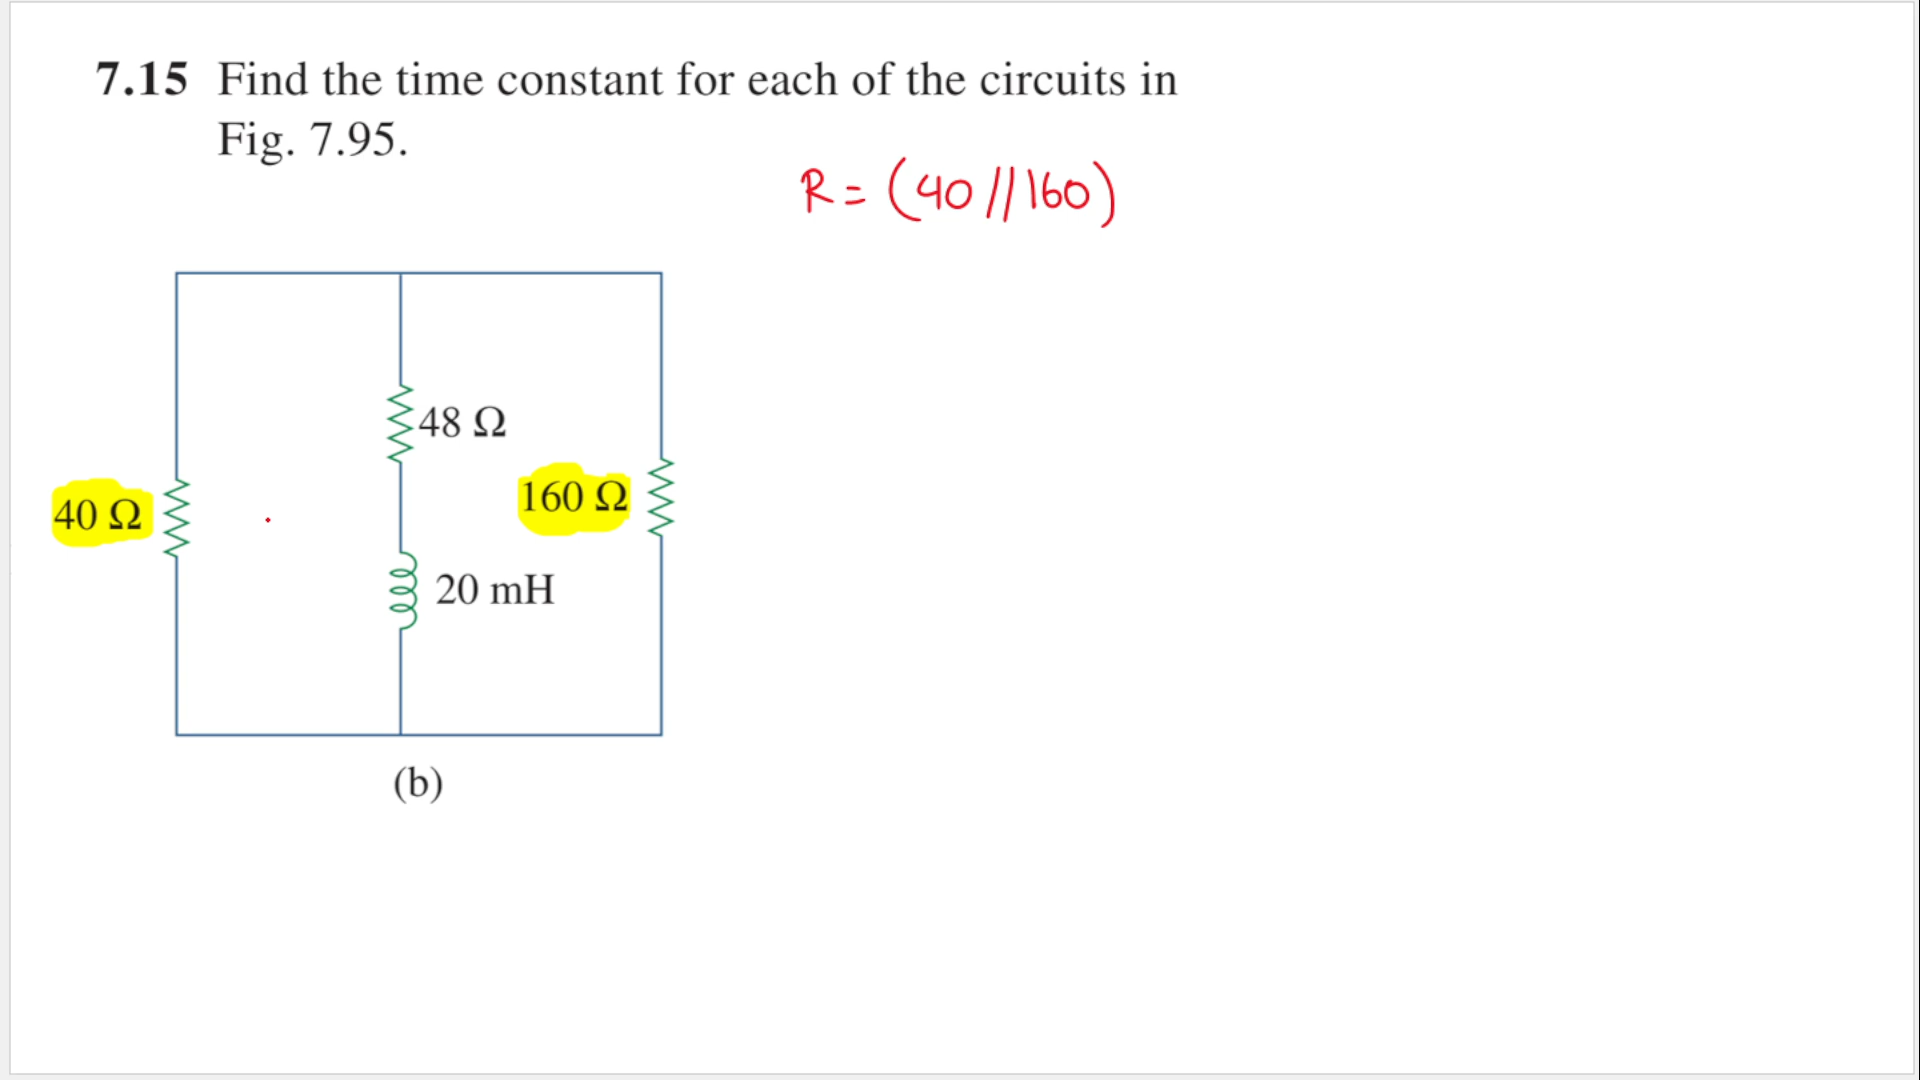 7.15 Find the time constant for each of the circuits in
Fig. 7.95.
R = (40 // 160)
48 Ω
160 Ω
40 Ω
20 mH
(b)